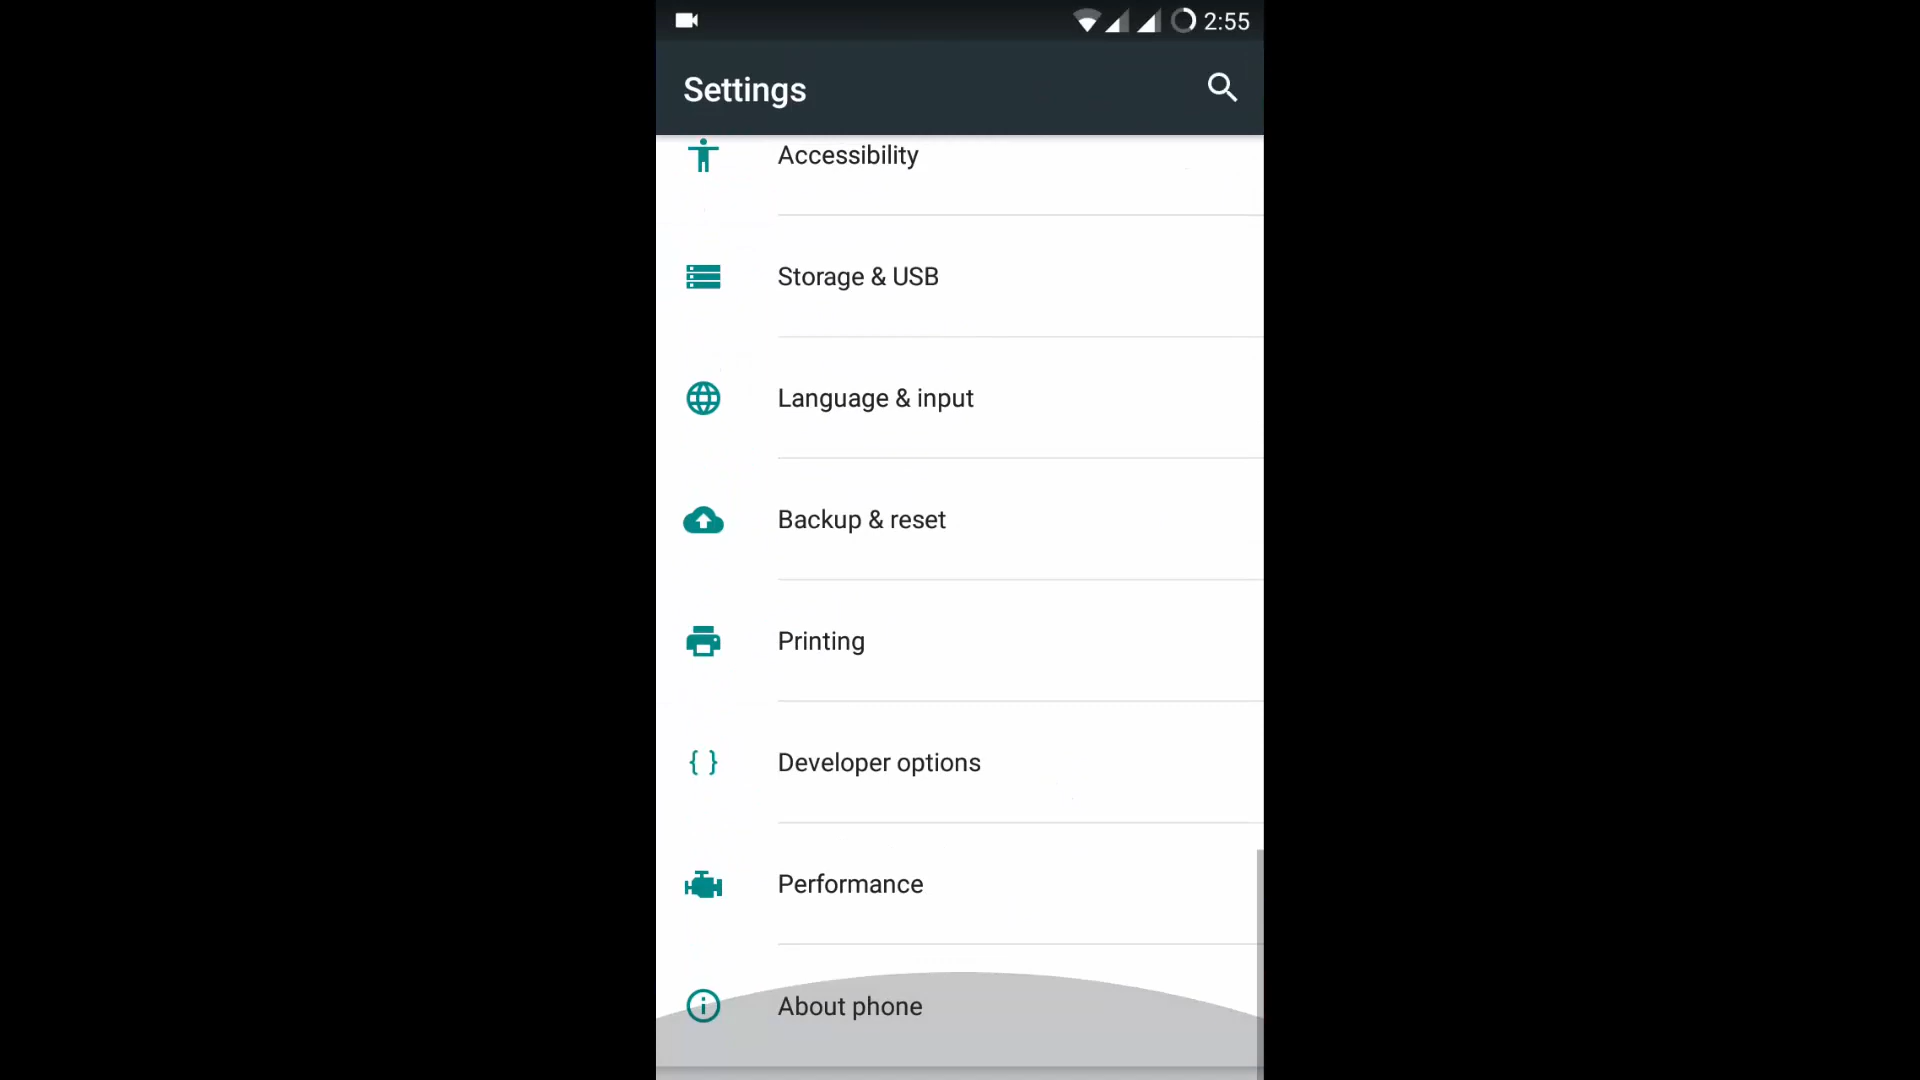 2:55
Settings
Accessibility
Storage & USB
Language & input
Backup & reset
Printing
{ } Developer options
Performance
About phone